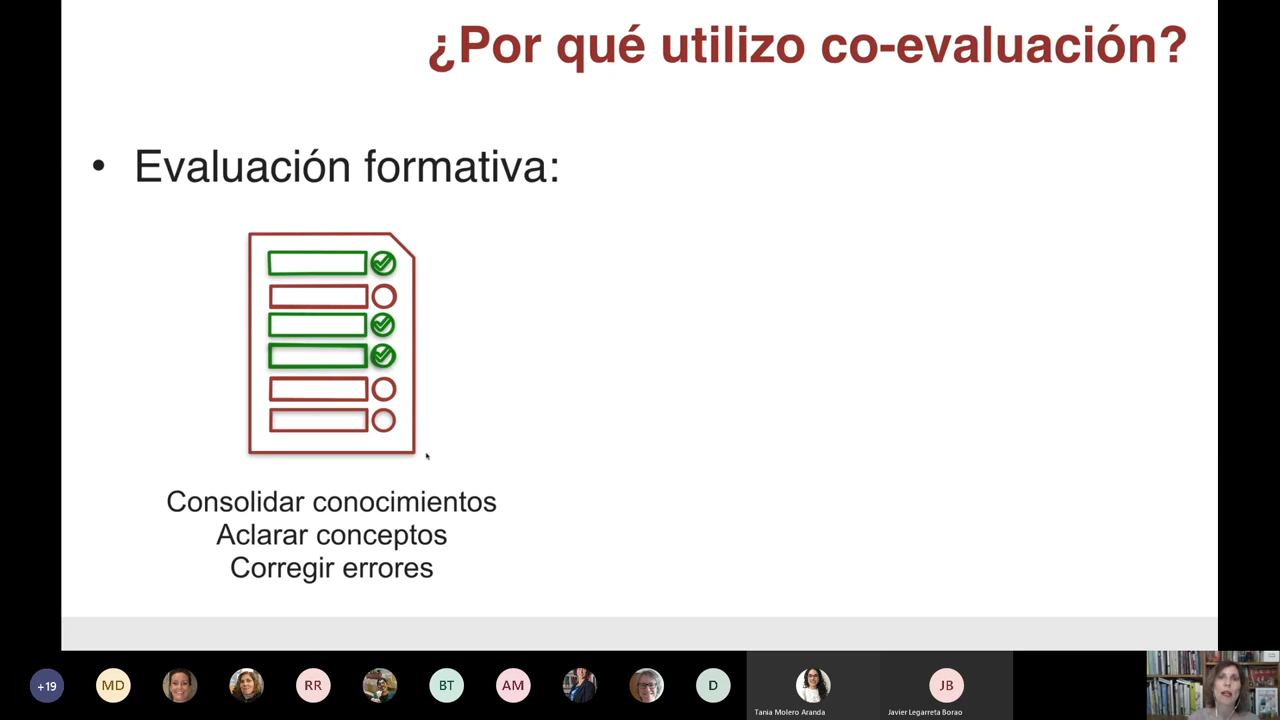 ¿Por qué utilizo co-evaluación?
• Evaluación formativa:
Consolidar conocimientos
Aclarar conceptos
Corregir errores
+19
MD
RR
BT
AM
D
Tania Molero Aranda
JB
Javier Legarreta Borao